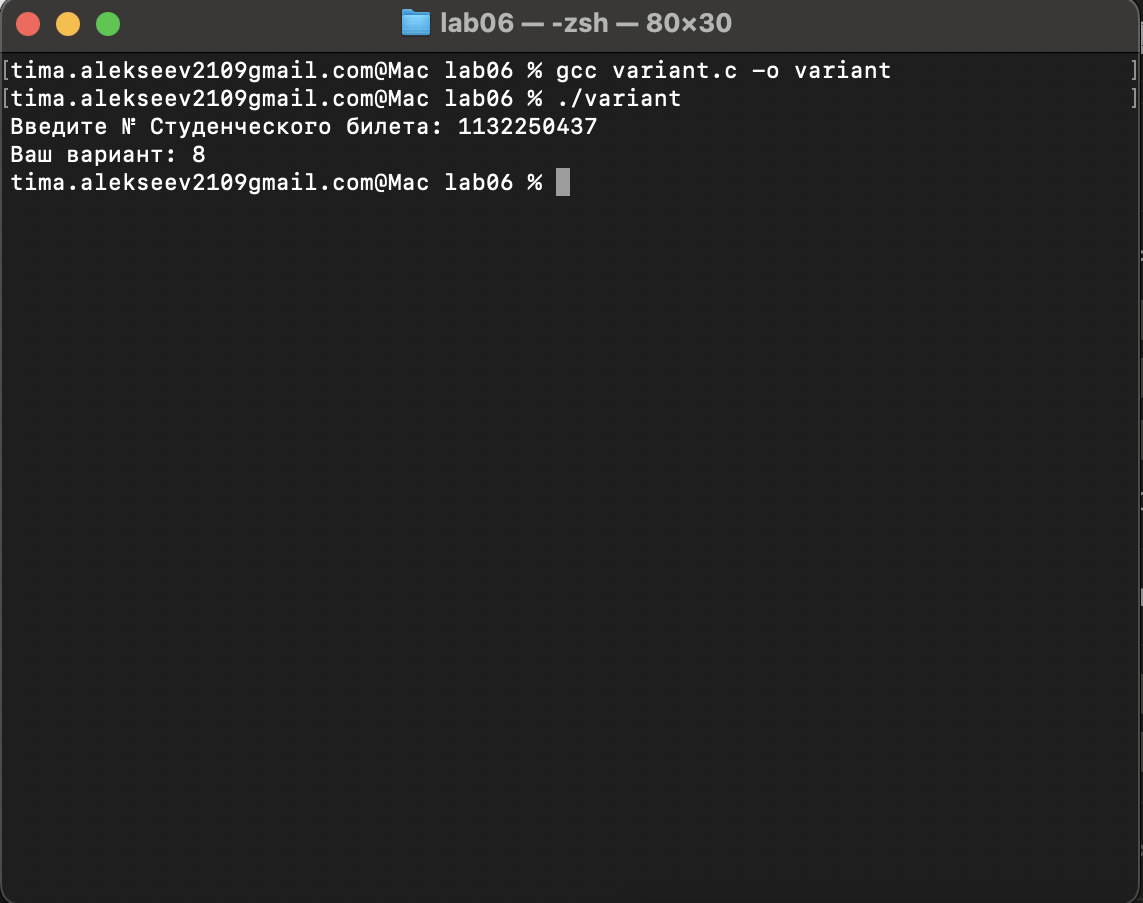 lab06 — -zsh — 80×30
[tima.alekseev2109gmail.com@Mac lab06 % gcc variant.c -o variant ]
[tima.alekseev2109gmail.com@Mac lab06 % ./variant ]
Введите № Студенческого билета: 1132250437
Ваш вариант: 8
tima.alekseev2109gmail.com@Mac lab06 %